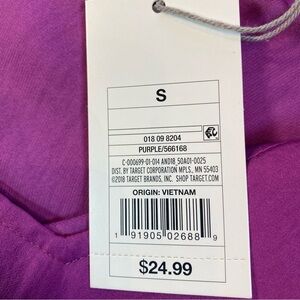 S
018 09 8204
PURPLE/566168
C-000699-01-014 AND18_50A01-0025
DIST. BY TARGET CORPORATION MPLS., MN 55403
©2018 TARGET BRANDS, INC. SHOP TARGET.COM
ORIGIN: VIETNAM
1 91905 02688 9
$24.99